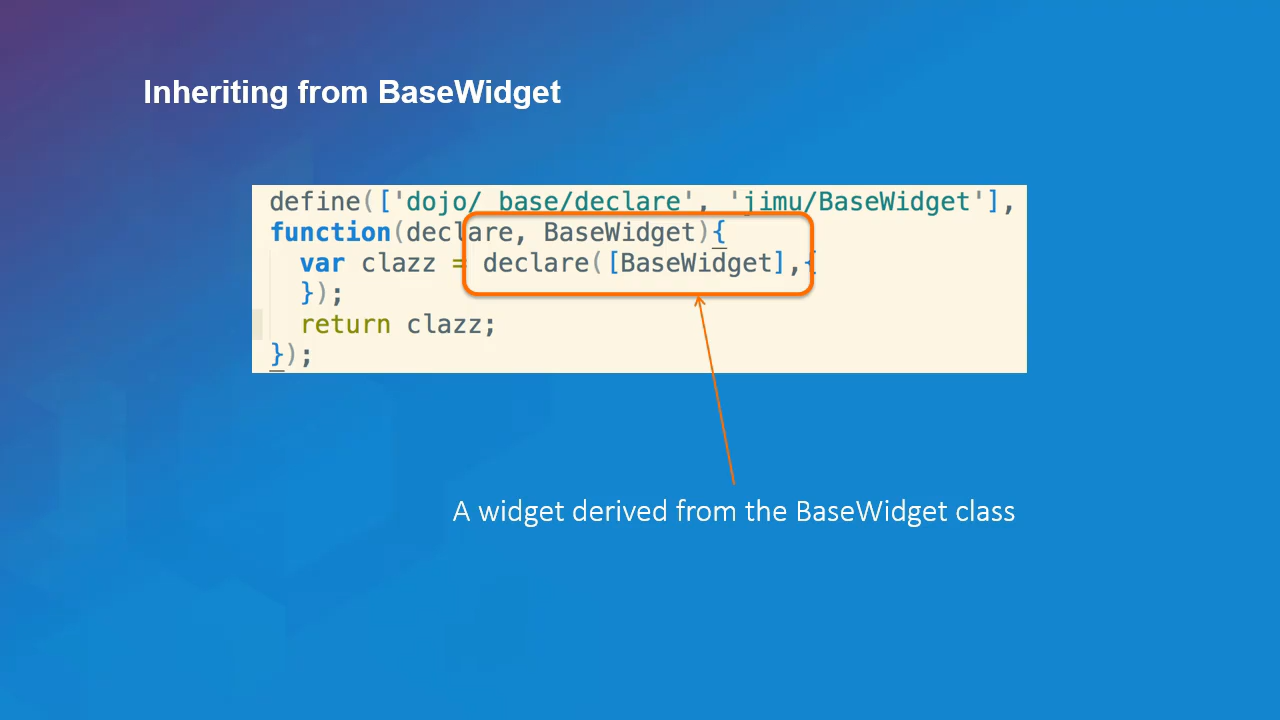 Inheriting from BaseWidget
define(['dojo/_base/declare', 'jimu/BaseWidget'],
function(declare, BaseWidget){
var clazz = declare([BaseWidget],{
});
return clazz;
});
A widget derived from the BaseWidget class